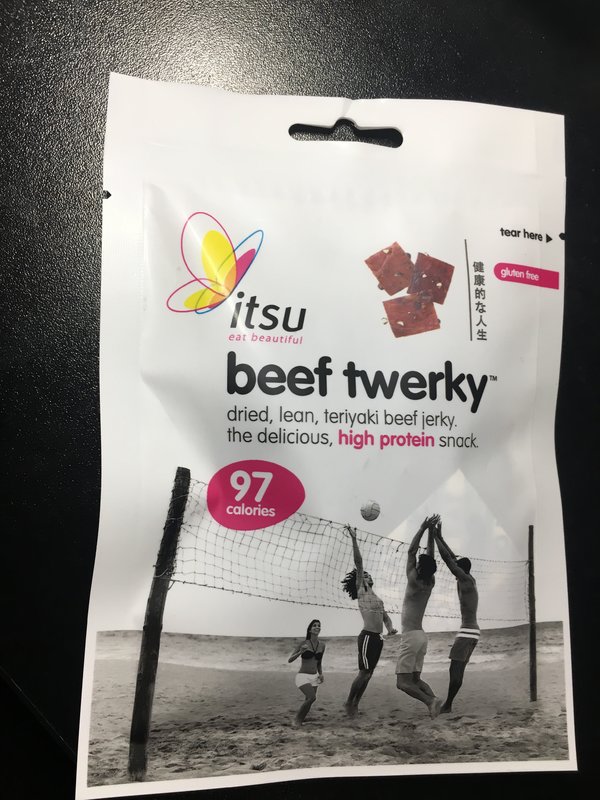 tear here
gluten free
健康的な人生
itsu
eat beautiful
beef twerky™
dried, lean, teriyaki beef jerky.
the delicious, high protein snack.
97
calories